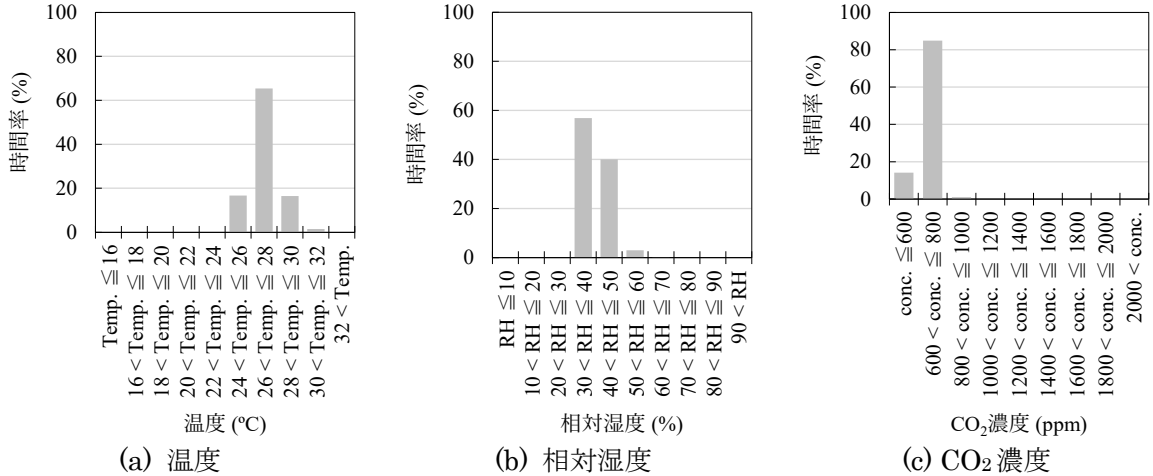 100
80
60
40
20
0
時間率 (%)
Temp. ≦ 16
16 < Temp. ≦ 18
18 < Temp. ≦ 20
20 < Temp. ≦ 22
22 < Temp. ≦ 24
24 < Temp. ≦ 26
26 < Temp. ≦ 28
28 < Temp. ≦ 30
30 < Temp. ≦ 32
32 < Temp.
温度 (ºC)
(a) 温度
100
80
60
40
20
0
時間率 (%)
RH ≦ 10
10 < RH ≦ 20
20 < RH ≦ 30
30 < RH ≦ 40
40 < RH ≦ 50
50 < RH ≦ 60
60 < RH ≦ 70
70 < RH ≦ 80
80 < RH ≦ 90
90 < RH
相対湿度 (%)
(b) 相対湿度
100
80
60
40
20
0
時間率 (%)
conc. ≦ 600
600 < conc. ≦ 800
800 < conc. ≦ 1000
1000 < conc. ≦ 1200
1200 < conc. ≦ 1400
1400 < conc. ≦ 1600
1600 < conc. ≦ 1800
1800 < conc. ≦ 2000
2000 < conc.
CO₂濃度 (ppm)
(c) CO₂ 濃度